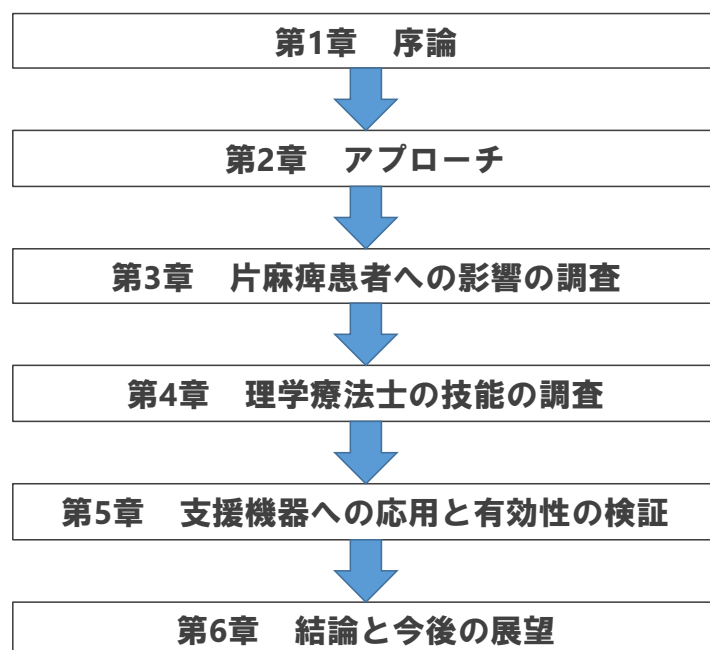 第1章　序論
第2章　アプローチ
第3章　片麻痺患者への影響の調査
第4章　理学療法士の技能の調査
第5章　支援機器への応用と有効性の検証
第6章　結論と今後の展望